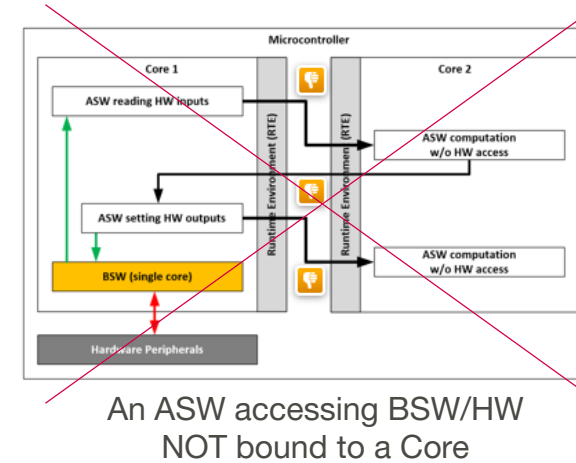 Microcontroller
Core 1
Core 2
ASW reading HW inputs
Runtime Environment (RTE)
Runtime Environment (RTE)
ASW computation
w/o HW access
ASW setting HW outputs
ASW computation
w/o HW access
BSW (single core)
Hardware Peripherals
An ASW accessing BSW/HW
NOT bound to a Core